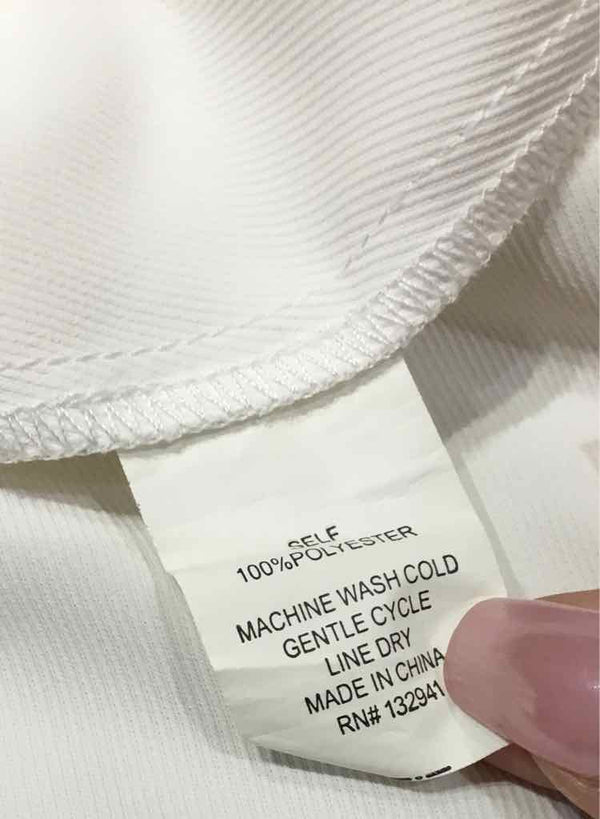 SELF
100%POLYESTER
MACHINE WASH COLD
GENTLE CYCLE
LINE DRY
MADE IN CHINA
RN# 132941